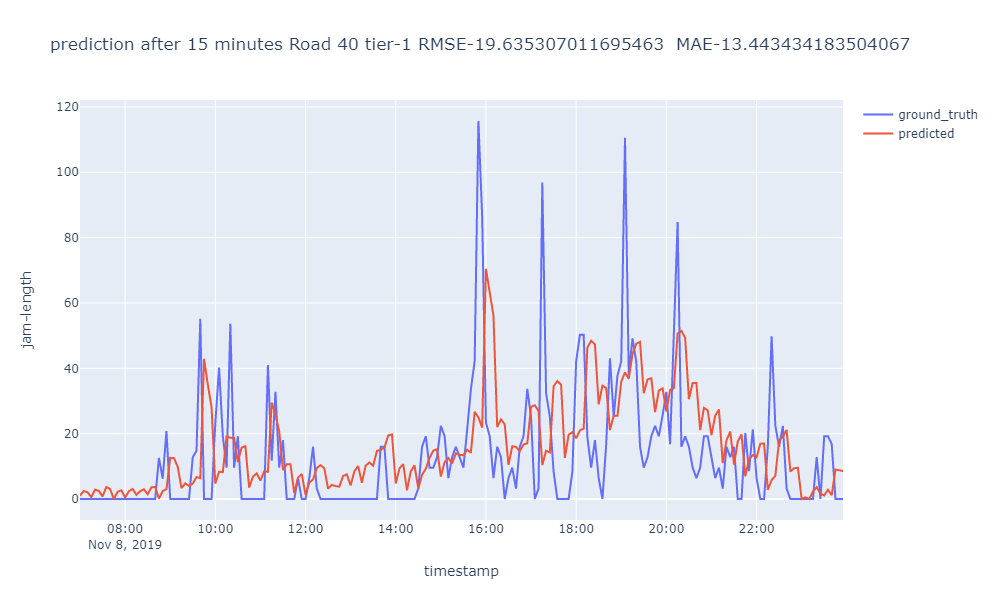 prediction after 15 minutes Road 40 tier-1 RMSE-19.635307011695463  MAE-13.443434183504067
ground_truth
predicted
120
100
80
60
40
20
0
jam-length
08:00 10:00 12:00 14:00 16:00 18:00 20:00 22:00
Nov 8, 2019
timestamp